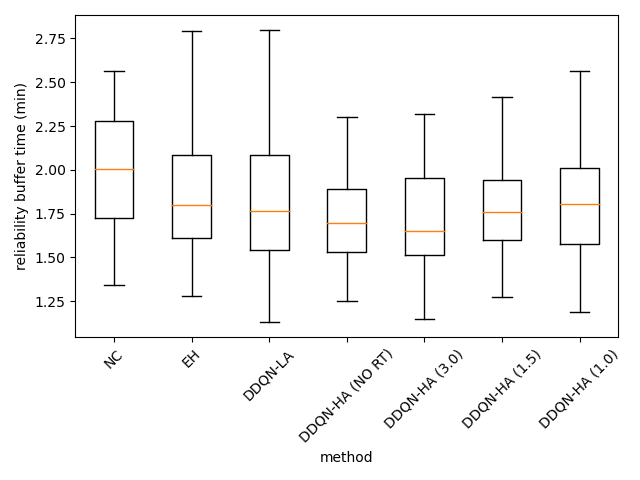 2.75
2.50
2.25
2.00
1.75
1.50
1.25
reliability buffer time (min)
NC
EH
DDQN-LA
DDQN-HA (NO RT)
DDQN-HA (3.0)
DDQN-HA (1.5)
DDQN-HA (1.0)
method